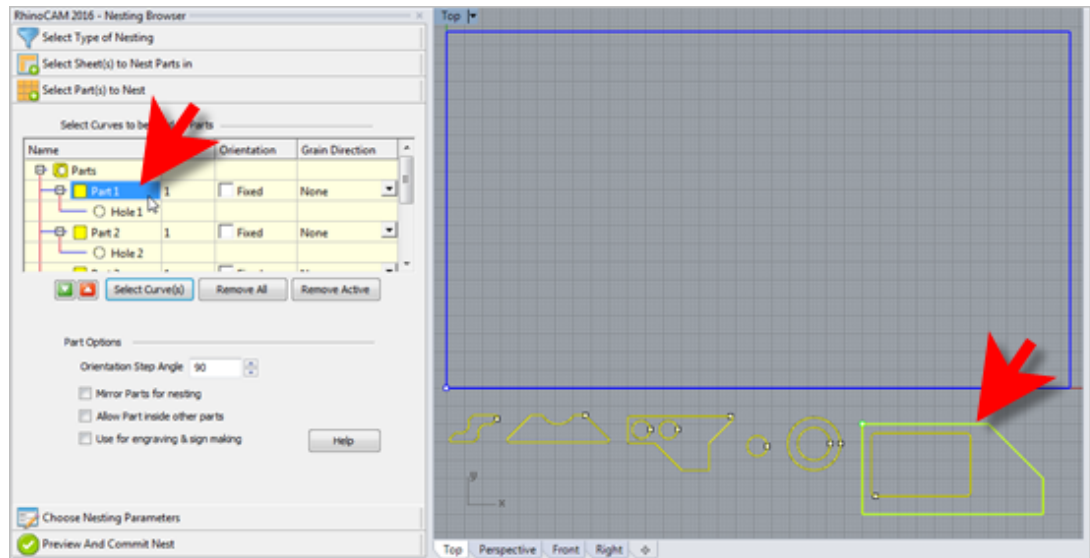 RhinoCAM 2016 - Nesting Browser
Top
Select Type of Nesting
Select Sheet(s) to Nest Parts in
Select Part(s) to Nest
Select Curves to be Parts
Name Orientation Grain Direction
Parts
Part 1 1 Fixed None
Hole 1
Part 2 1 Fixed None
Hole 2
Select Curve(s) Remove All Remove Active
Part Options
Orientation Step Angle 90
Mirror Parts for nesting
Allow Part inside other parts
Use for engraving & sign making Help
y
x
Choose Nesting Parameters
Preview And Commit Nest
Top Perspective Front Right